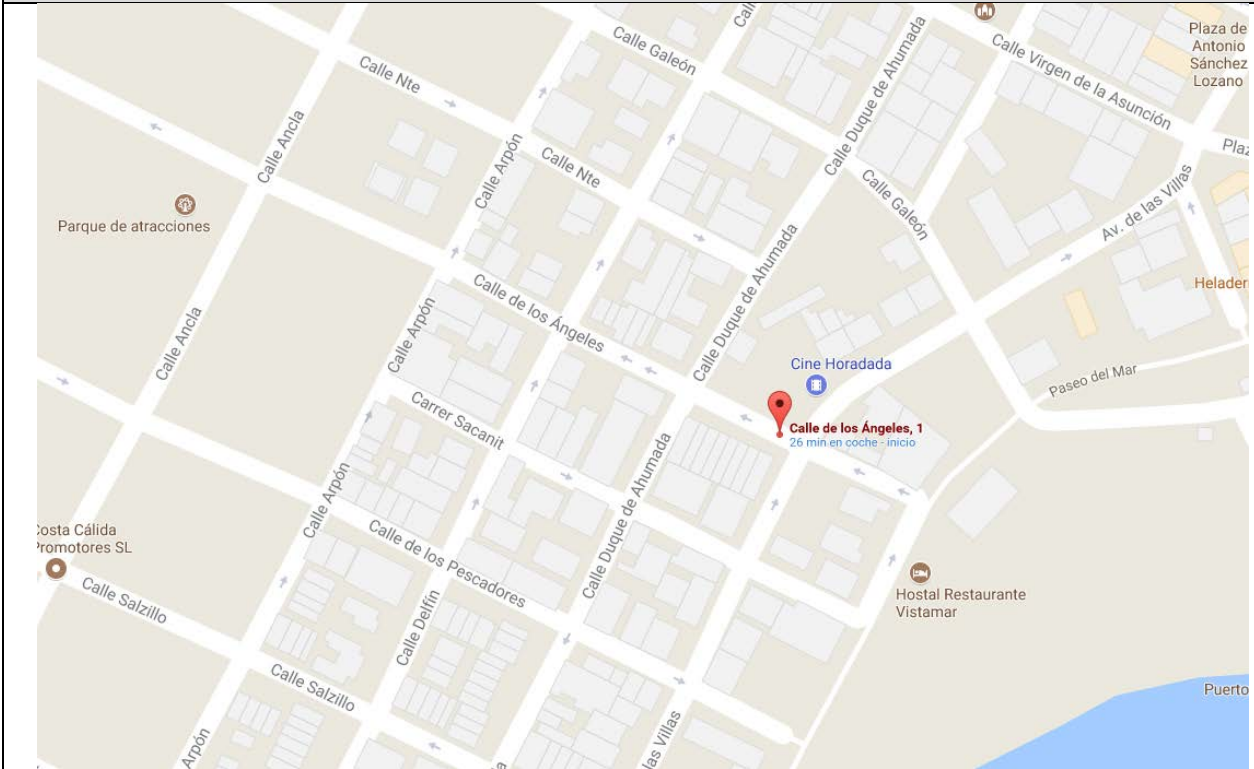 Call
Calle Galeón
Calle Virgen de la Asunción
Plaza de
Antonio
Sánchez
Lozano
Calle Nte
Calle Duque de Ahumada
Plaz
Calle Ancla
Calle Arpón
Calle Nte
Calle Galeón
Av. de las Villas
Parque de atracciones
Calle de los Ángeles
Calle Duque de Ahumada
Helader
Calle Ancla
Calle Arpón
Cine Horadada
Paseo del Mar
Carrer Sacanit
Calle de los Ángeles, 1
26 min en coche - inicio
Calle Arpón
Calle Duque de Ahumada
Costa Cálida
Promotores SL
Calle de los Pescadores
Hostal Restaurante
Vistamar
Calle Salzillo
Calle Delfín
Calle Salzillo
Puerto
Arpón
las Villas